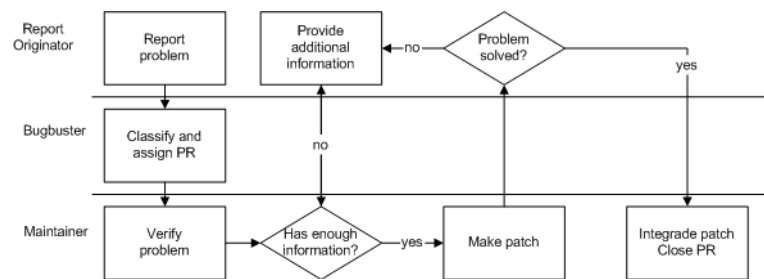 Report
Originator
Report
problem
Provide
additional
information
no
Problem
solved?
yes
Bugbuster
Classify and
assign PR
no
Maintainer
Verify
problem
Has enough
information?
yes
Make patch
Integrade patch
Close PR